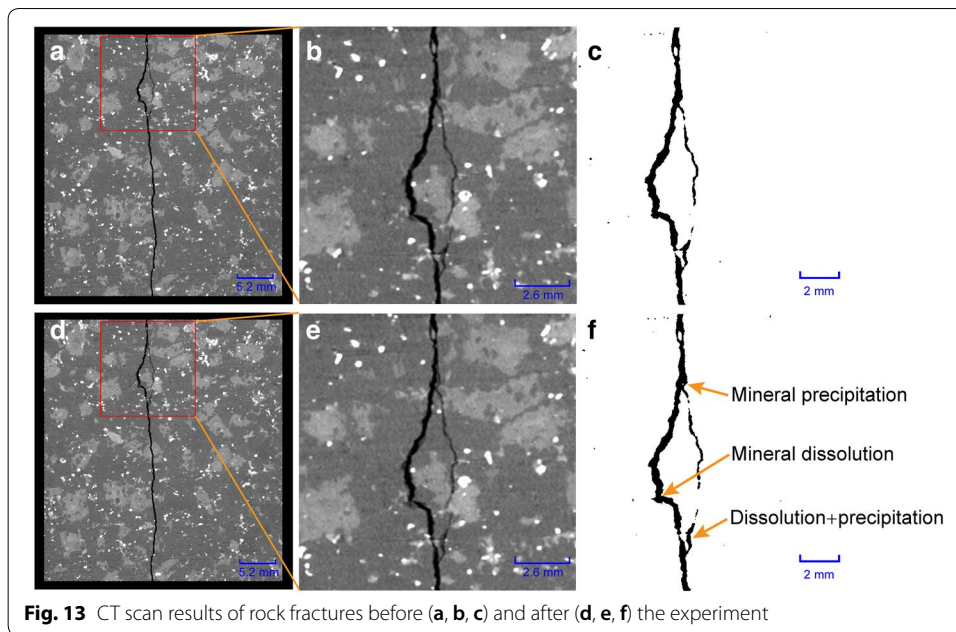 a
b
c
5.2 mm
2.6 mm
2 mm
d
e
f
Mineral precipitation
Mineral dissolution
Dissolution+precipitation
5.2 mm
2.6 mm
2 mm
Fig. 13 CT scan results of rock fractures before (a, b, c) and after (d, e, f) the experiment